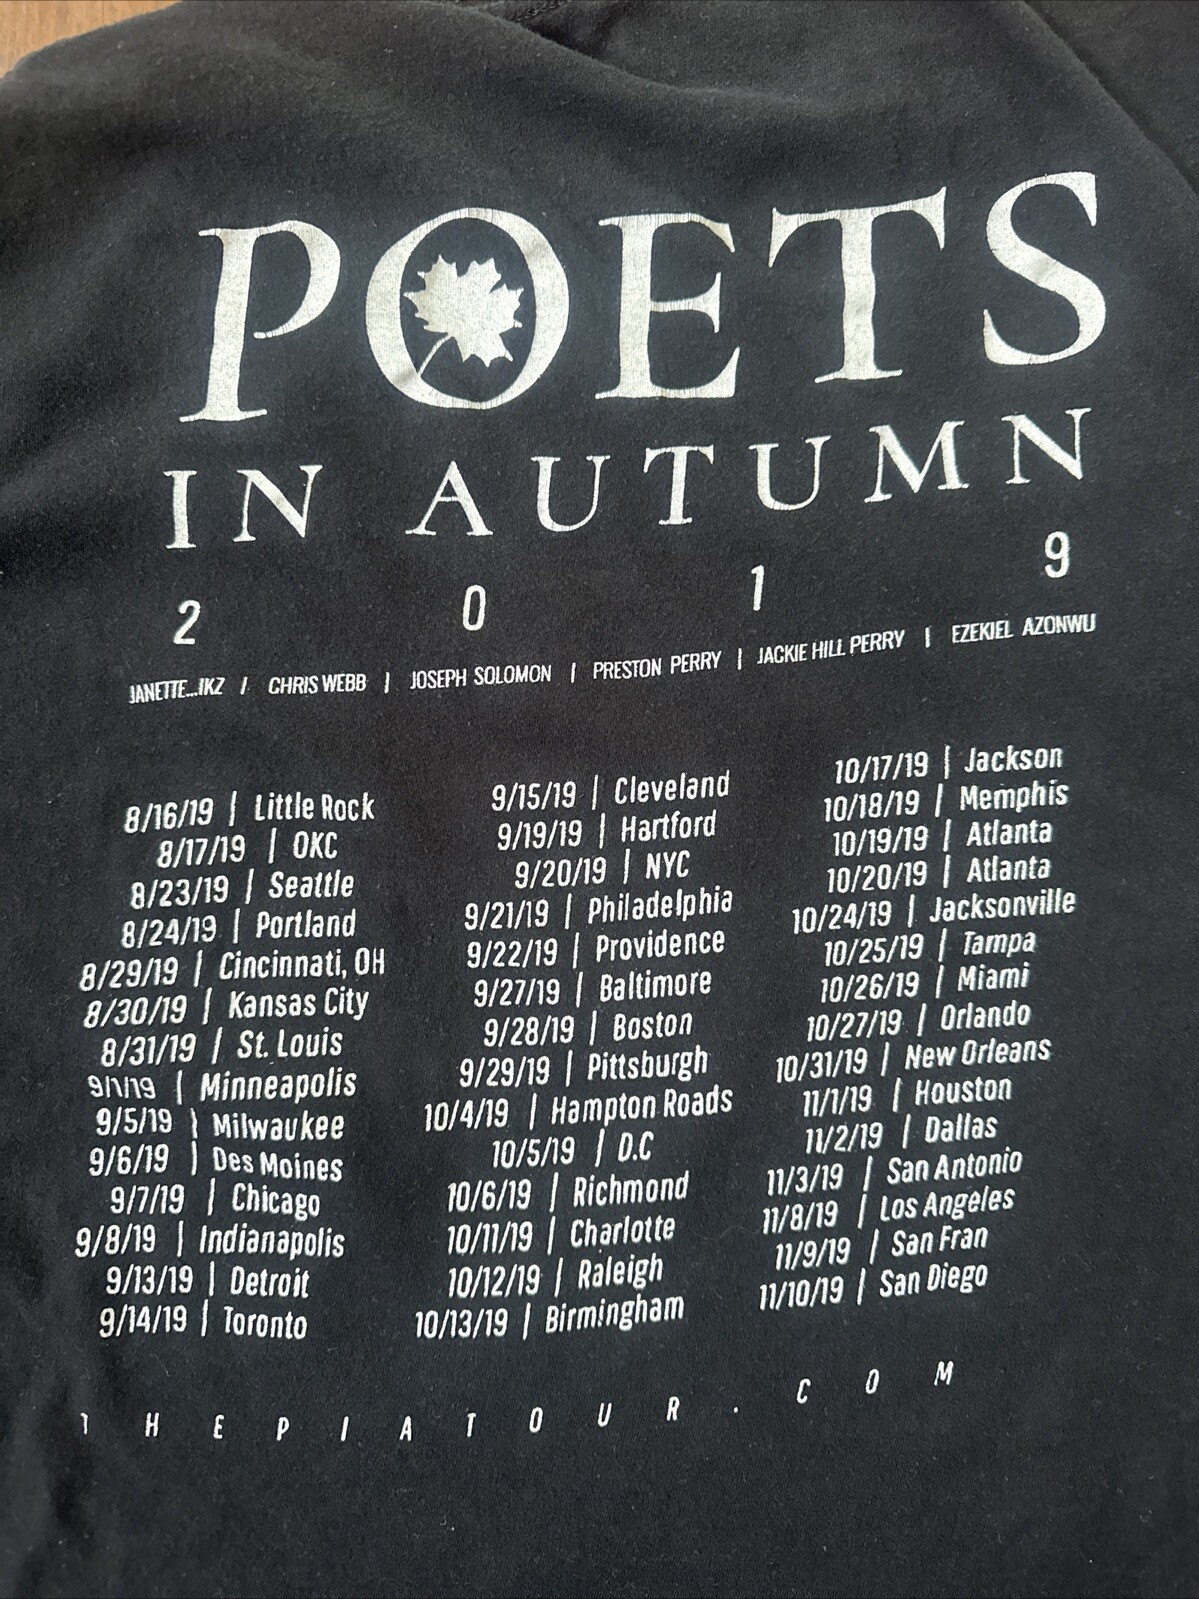 POETS
IN AUTUMN
2 0 1 9
JANETTE...IKZ | CHRIS WEBB | JOSEPH SOLOMON | PRESTON PERRY | JACKIE HILL PERRY | EZEKIEL AZONWU
8/16/19 | Little Rock
8/17/19 | OKC
8/23/19 | Seattle
8/24/19 | Portland
8/29/19 | Cincinnati, OH
8/30/19 | Kansas City
8/31/19 | St. Louis
9/1/19 | Minneapolis
9/5/19 | Milwaukee
9/6/19 | Des Moines
9/7/19 | Chicago
9/8/19 | Indianapolis
9/13/19 | Detroit
9/14/19 | Toronto
9/15/19 | Cleveland
9/19/19 | Hartford
9/20/19 | NYC
9/21/19 | Philadelphia
9/22/19 | Providence
9/27/19 | Baltimore
9/28/19 | Boston
9/29/19 | Pittsburgh
10/4/19 | Hampton Roads
10/5/19 | D.C
10/6/19 | Richmond
10/11/19 | Charlotte
10/12/19 | Raleigh
10/13/19 | Birmingham
10/17/19 | Jackson
10/18/19 | Memphis
10/19/19 | Atlanta
10/20/19 | Atlanta
10/24/19 | Jacksonville
10/25/19 | Tampa
10/26/19 | Miami
10/27/19 | Orlando
10/31/19 | New Orleans
11/1/19 | Houston
11/2/19 | Dallas
11/3/19 | San Antonio
11/8/19 | Los Angeles
11/9/19 | San Fran
11/10/19 | San Diego
THEPIATOUR.COM